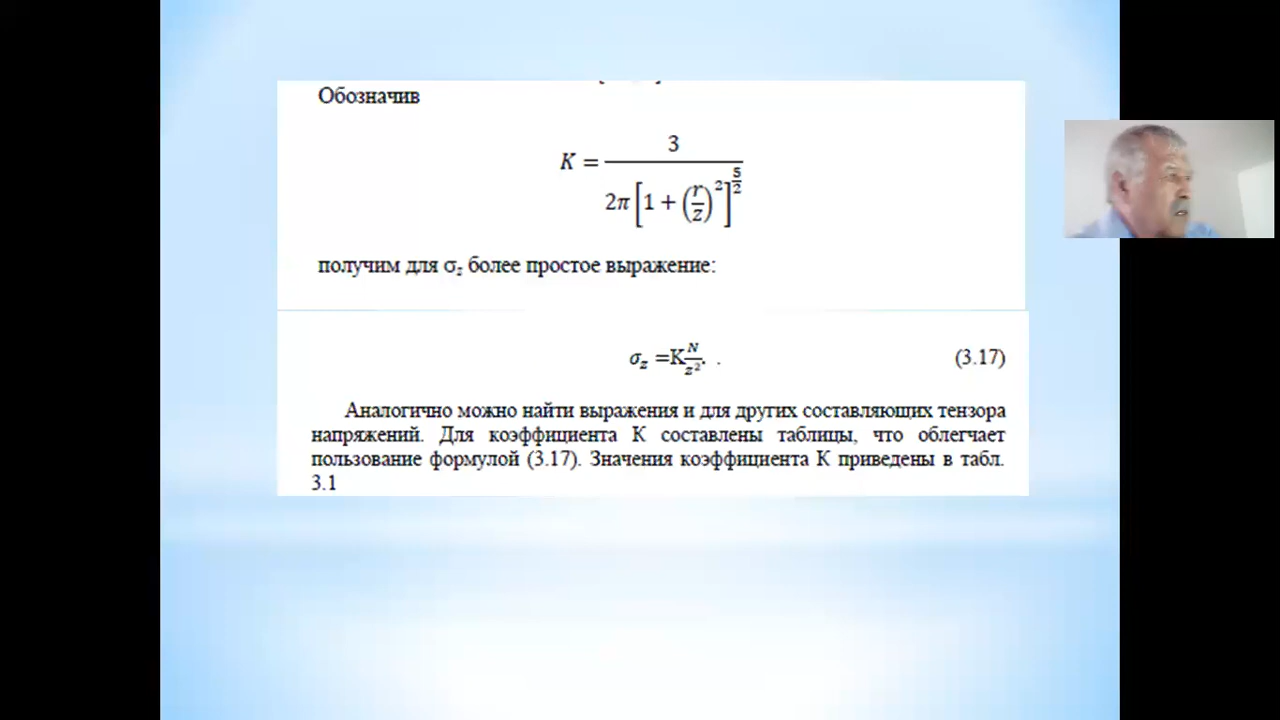 Обозначив
K = 3 / 2π [1 + (r/z)²]^(5/2)
получим для σz более простое выражение:
σz =K N/z². . (3.17)
Аналогично можно найти выражения и для других составляющих тензора
напряжений. Для коэффициента К составлены таблицы, что облегчает
пользование формулой (3.17). Значения коэффициента К приведены в табл.
3.1